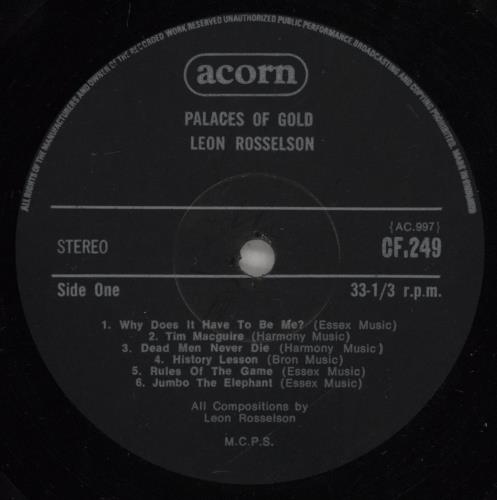 ALL RIGHTS OF THE MANUFACTURERS AND OWNER OF THE RECORDED WORK RESERVED UNAUTHORIZED PUBLIC PERFORMANCE, BROADCASTING AND COPYING PROHIBITED. MADE IN ENGLAND
acorn
PALACES OF GOLD
LEON ROSSELSON
{AC.997}
STEREO CF.249
Side One 33-1/3 r.p.m.
1. Why Does It Have To Be Me? (Essex Music)
2. Tim Macguire (Harmony Music)
3. Dead Men Never Die (Harmony Music)
4. History Lesson (Bron Music)
5. Rules Of The Game (Essex Music)
6. Jumbo The Elephant (Essex Music)
All Compositions by
Leon Rosselson
M.C.P.S.